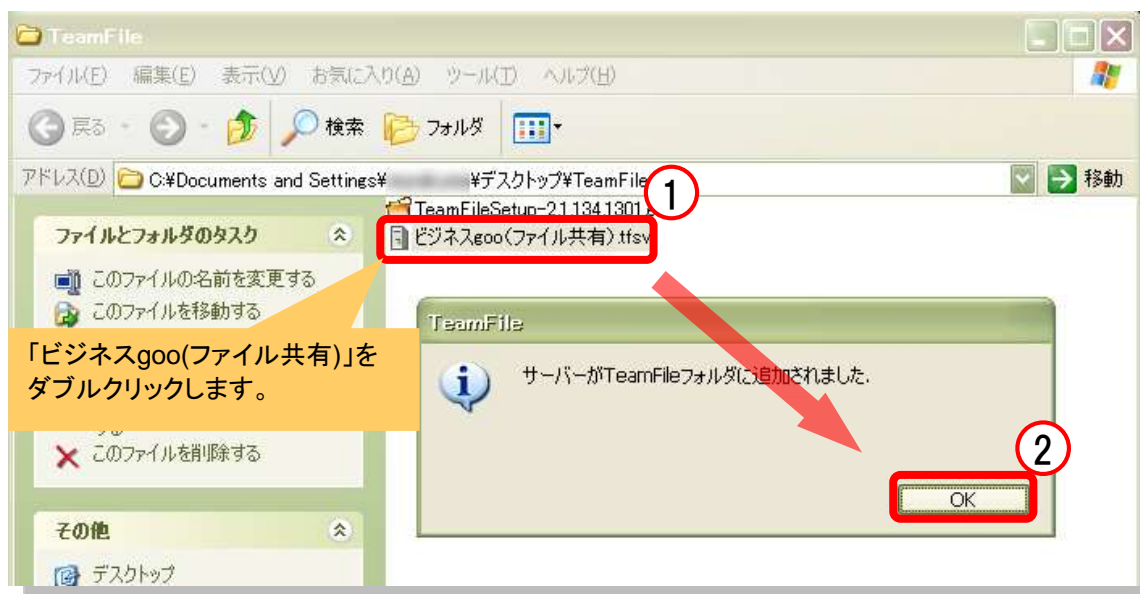 TeamFile
ファイル(F) 編集(E) 表示(V) お気に入り(A) ツール(T) ヘルプ(H)
戻る 検索 フォルダ
アドレス(D) C:¥Documents and Settings¥ ¥デスクトップ¥TeamFile 移動
1
TeamFileSetup-2.1.134.1301
ファイルとフォルダのタスク
ビジネスgoo(ファイル共有).tfsv
このファイルの名前を変更する
このファイルを移動する
「ビジネスgoo(ファイル共有)」を
ダブルクリックします。
TeamFile
サーバーがTeamFileフォルダに追加されました.
する
このファイルを削除する
2
OK
その他
デスクトップ